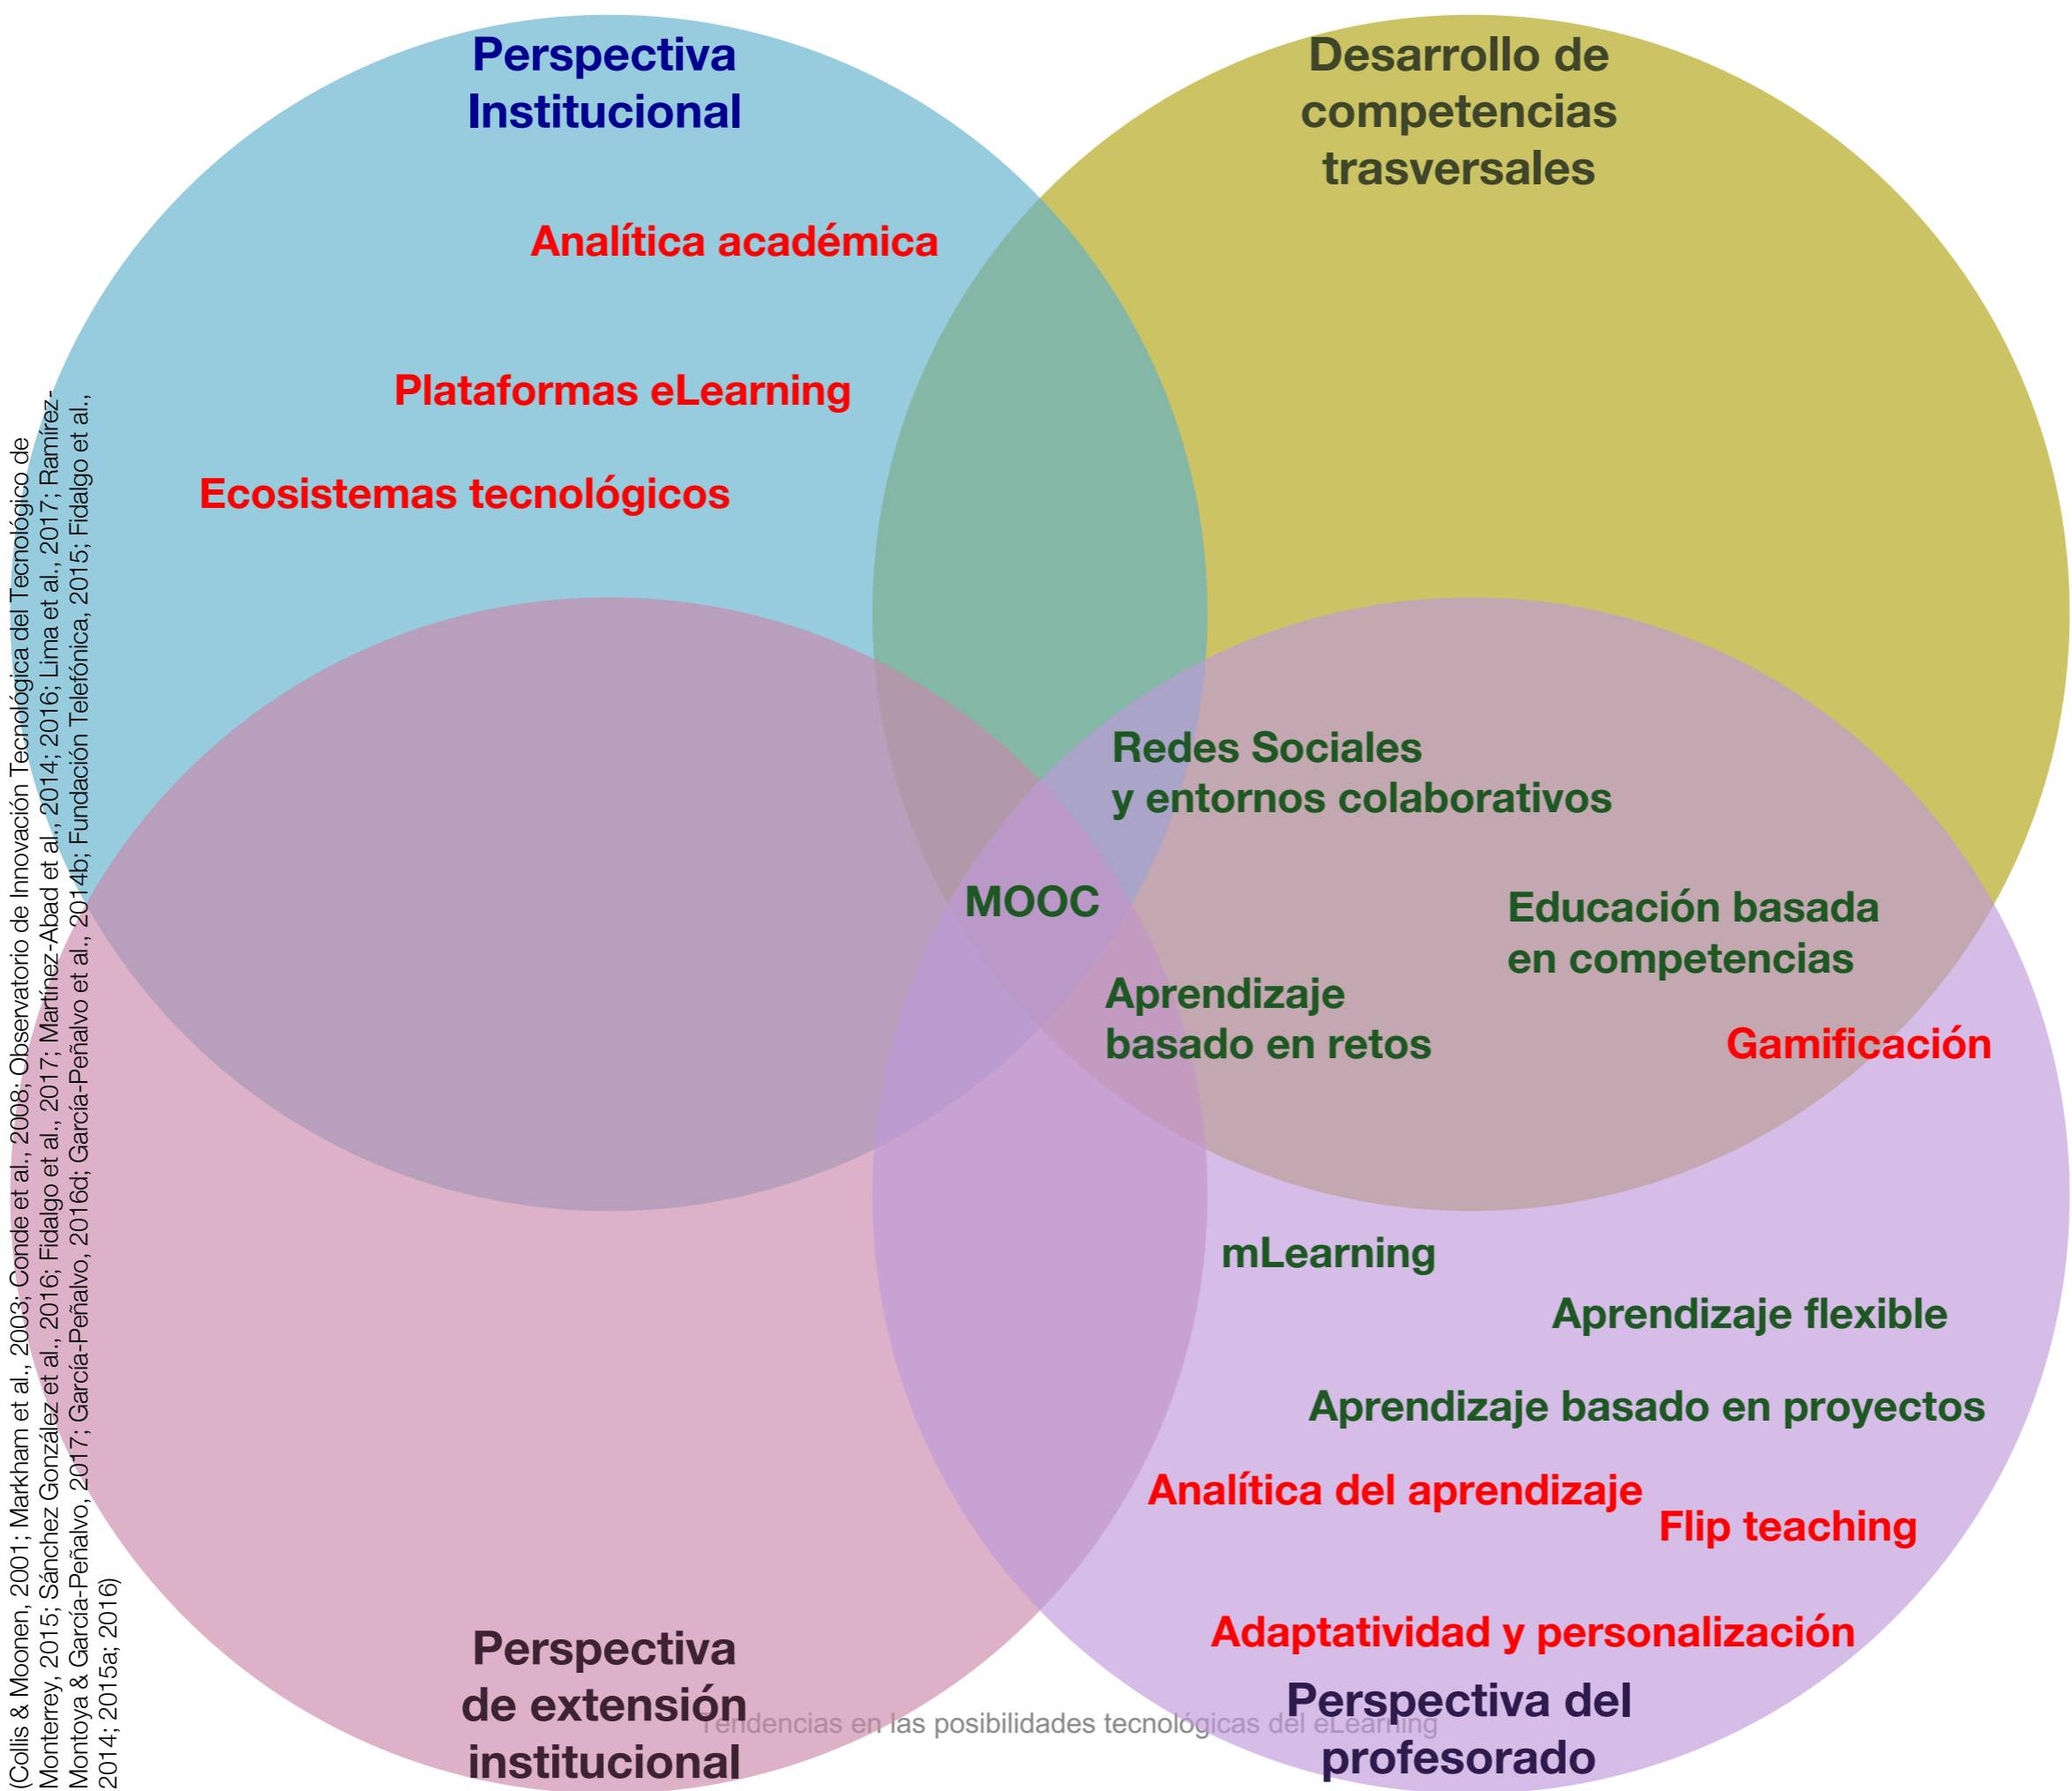 Perspectiva
Institucional
Desarrollo de
competencias
trasversales
Analítica académica
Plataformas eLearning
Ecosistemas tecnológicos
Redes Sociales
y entornos colaborativos
MOOC
Educación basada
en competencias
Aprendizaje
basado en retos
Gamificación
mLearning
Aprendizaje flexible
Aprendizaje basado en proyectos
Analítica del aprendizaje
Flip teaching
Adaptatividad y personalización
Perspectiva
de extensión
institucional
Perspectiva del
profesorado
Tendencias en las posibilidades tecnológicas del eLearning
(Collis & Moonen, 2001; Markham et al., 2003; Conde et al., 2008; Observatorio de Innovación Tecnológica del Tecnológico de
Monterrey, 2015; Sánchez González et al., 2016; Fidalgo et al., 2017; Martínez-Abad et al., 2014; 2016; Lima et al., 2017; Ramírez-
Montoya & García-Peñalvo, 2017; García-Peñalvo, 2016d; García-Peñalvo et al., 2014b; Fundación Telefónica, 2015; Fidalgo et al.,
2014; 2015a; 2016)